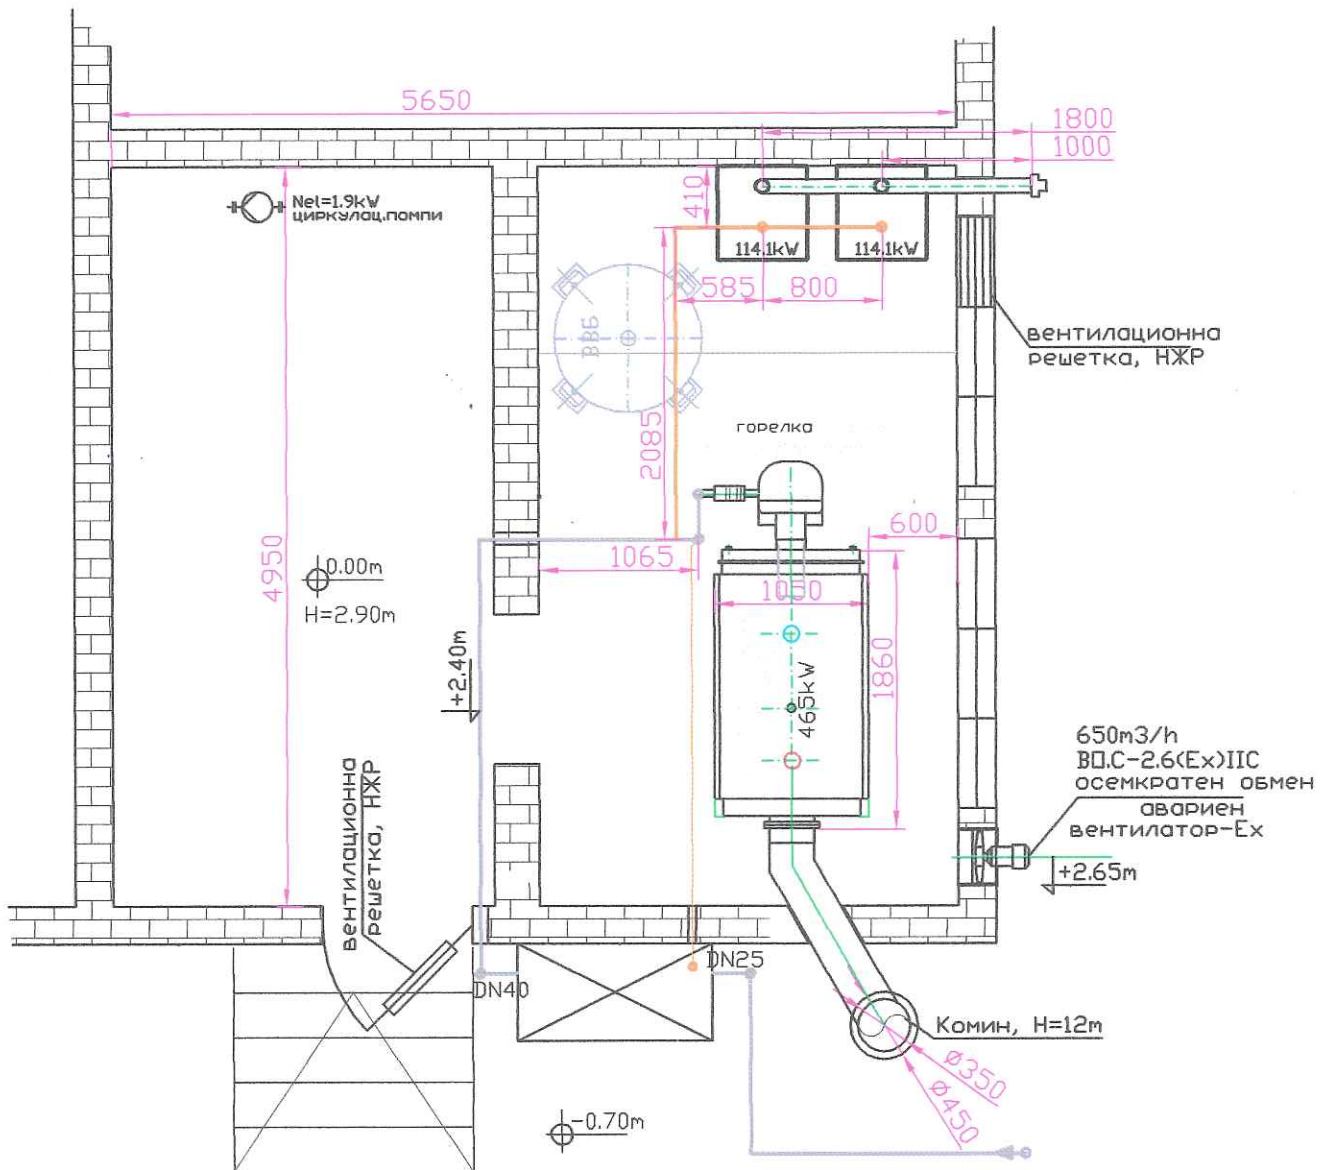 5650
1800
1000
Nel=1.9kW
ЦИРКУЛАЦ.ПОМПИ
410
114.1kW
114.1kW
585
800
ВВБ
вентилационна
решетка, НЖР
горелка
2085
600
1065
1050
4950
0.00m
H=2.90m
+2.40m
1860
465kW
650m3/h
ВО.С-2.6(Ex)IIC
осемкратен обмен
авариен
вентилатор-Ex
+2.65m
вентилационна
решетка, НЖР
DN25
DN40
Комин, H=12m
Ø350
Ø450
-0.70m